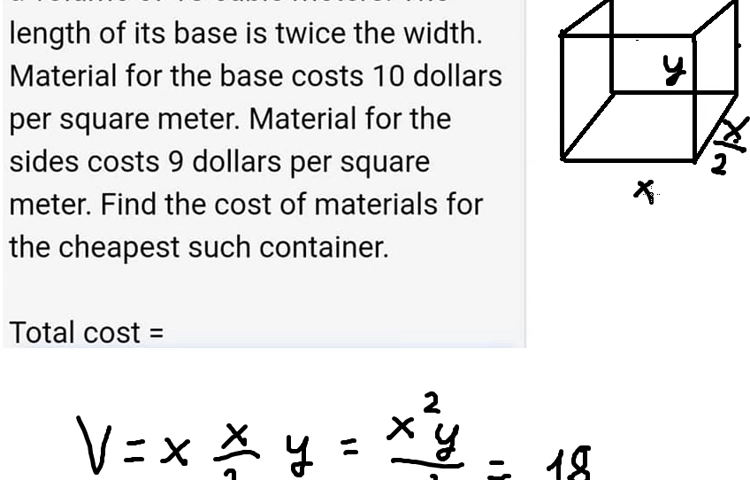 length of its base is twice the width.
Material for the base costs 10 dollars
per square meter. Material for the
sides costs 9 dollars per square
meter. Find the cost of materials for
the cheapest such container.
Total cost =
y
x/2
x
V = x x/2 y = x²y/2 = 18